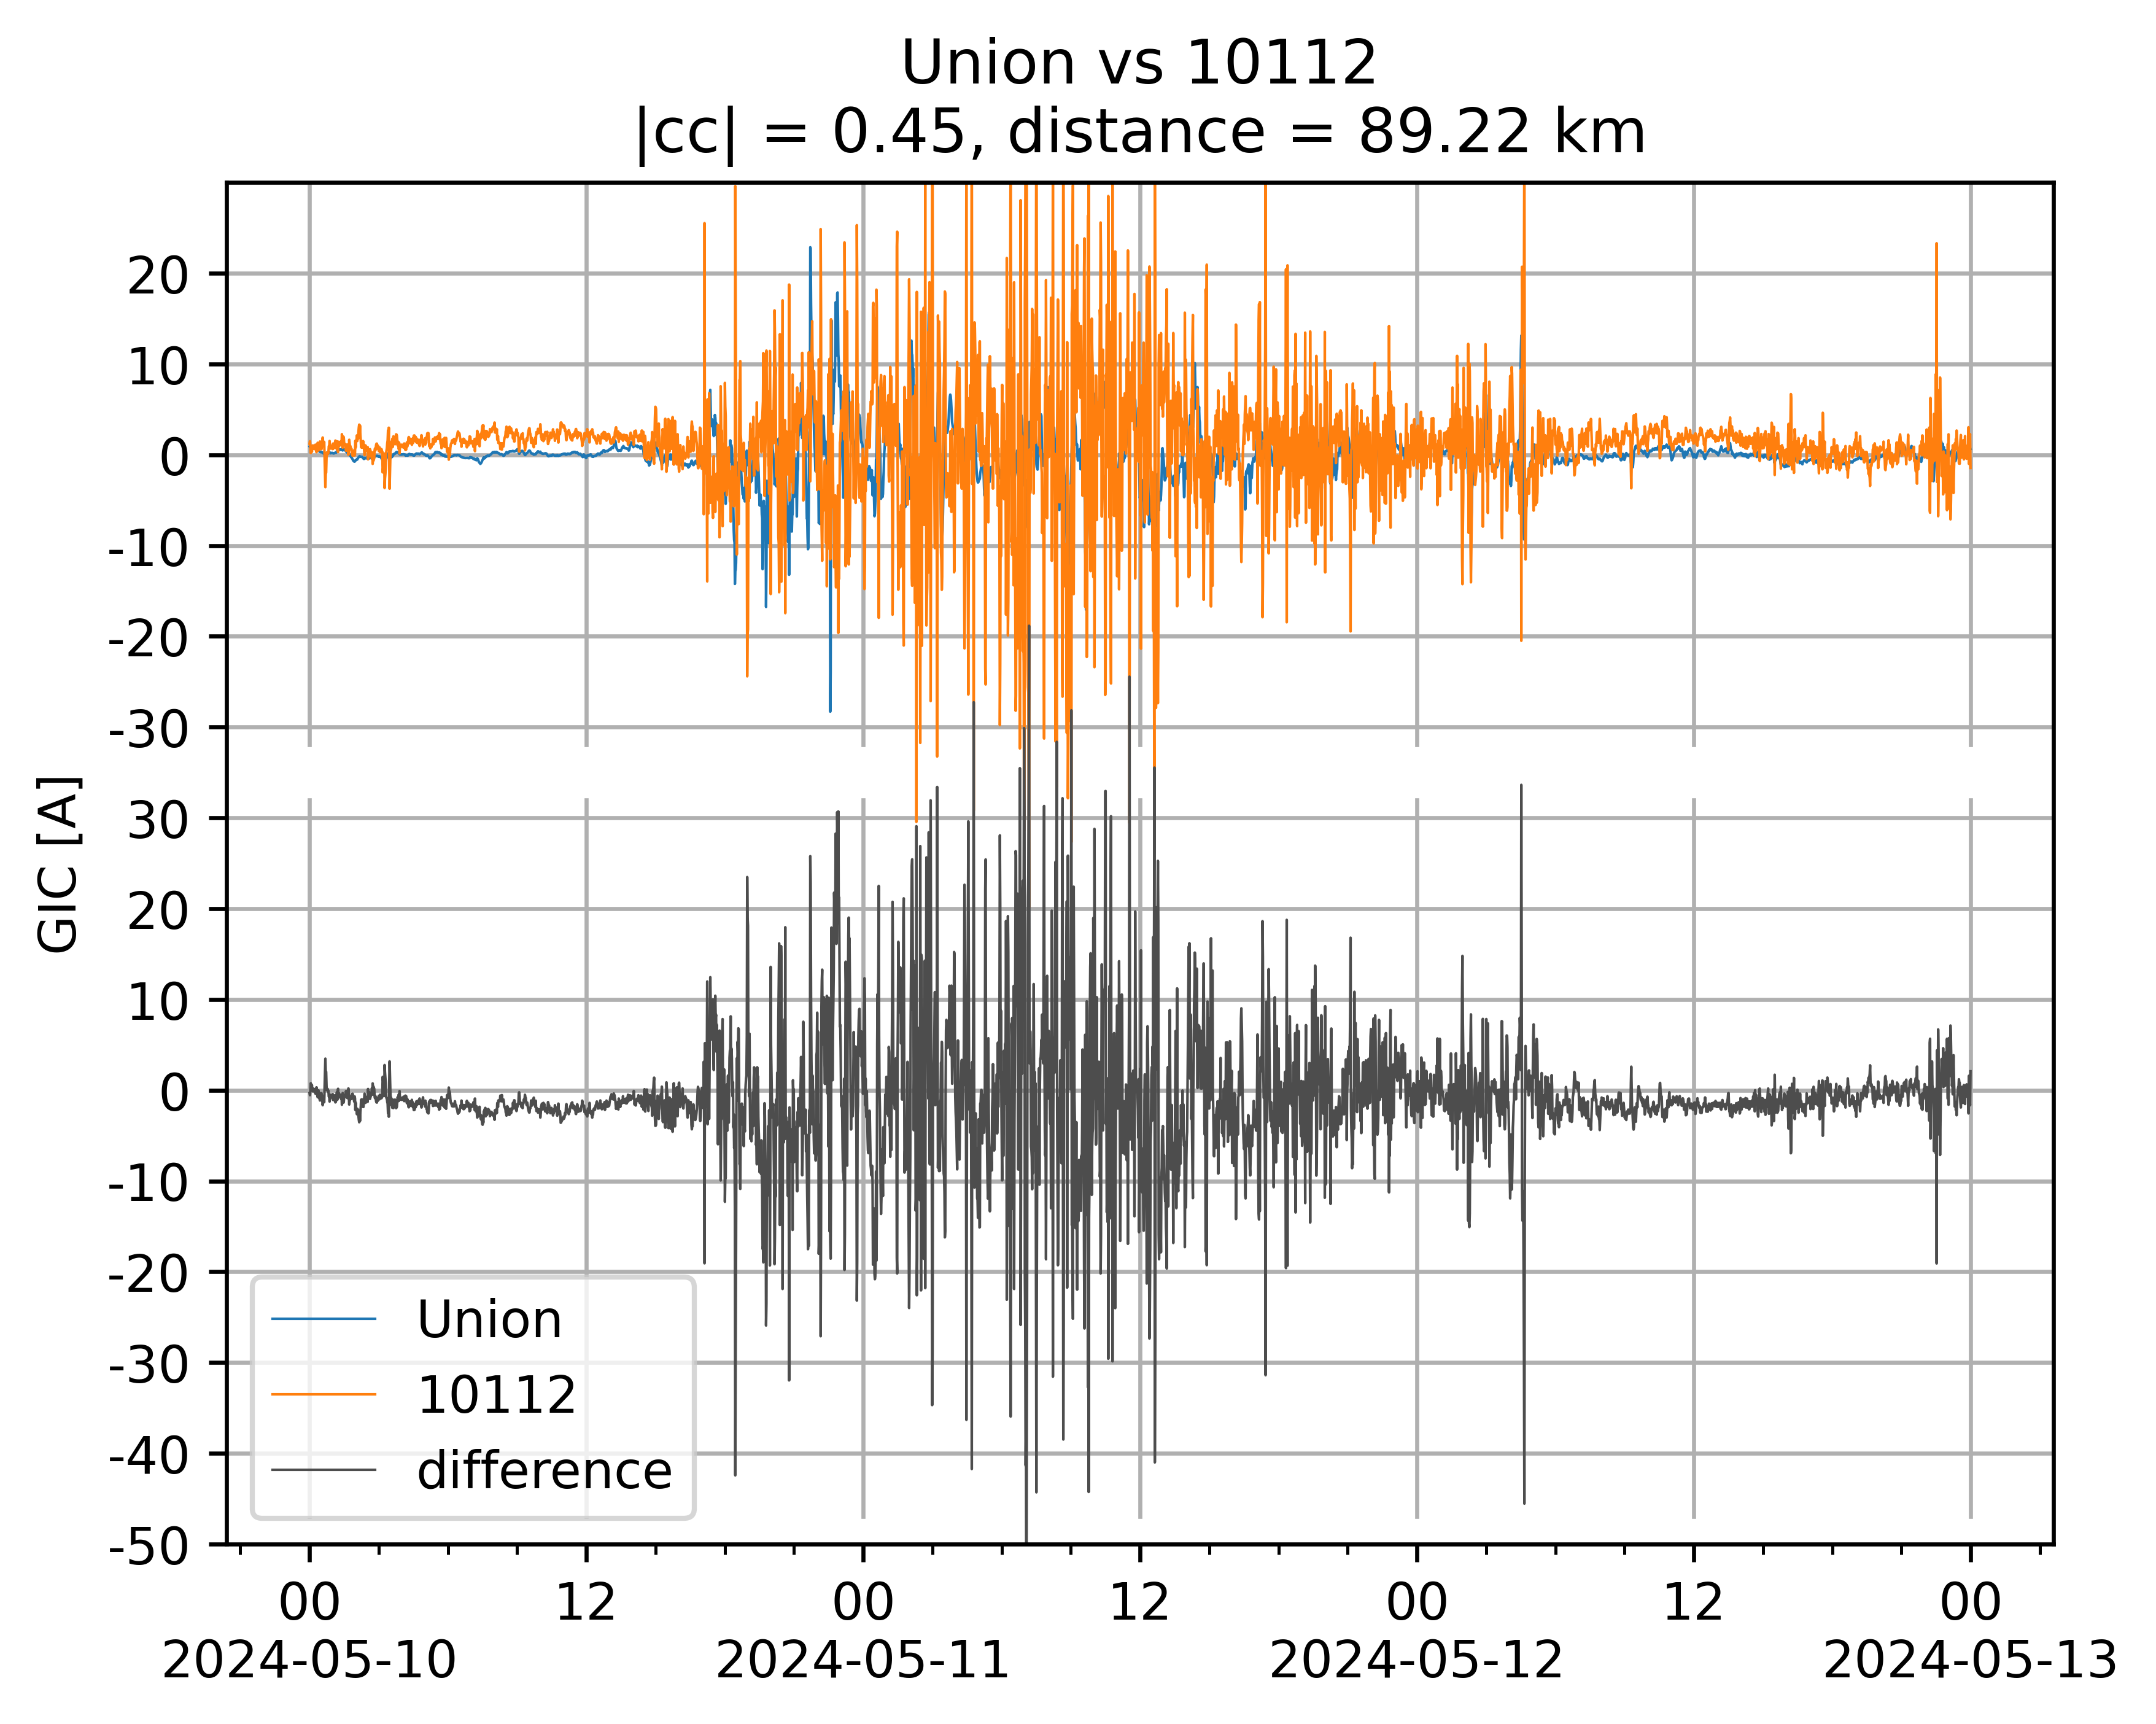 Union vs 10112
|cc| = 0.45, distance = 89.22 km
GIC [A]
20
10
0
-10
-20
-30
30
20
10
0
-10
-20
-30
-40
-50
Union
10112
difference
00 12 00 12 00 12 00
2024-05-10 2024-05-11 2024-05-12 2024-05-13